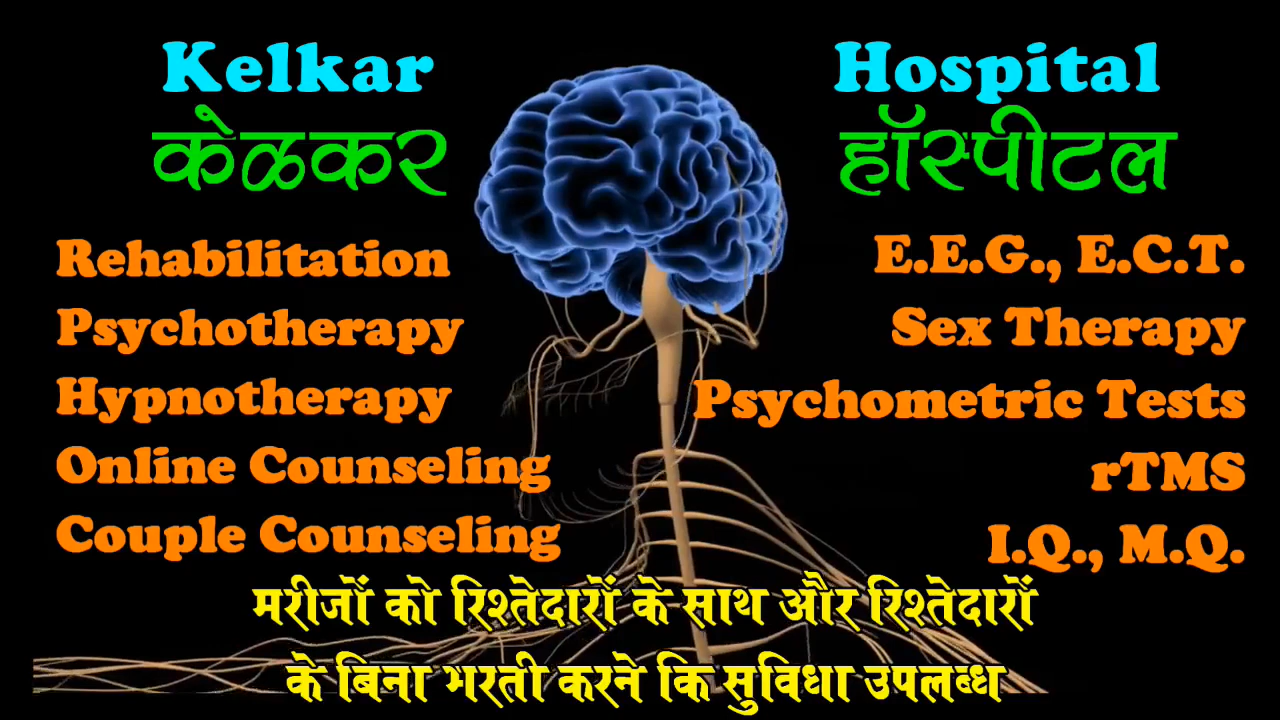 Kelkar Hospital
केळकर हॉस्पीटल
Rehabilitation
Psychotherapy
Hypnotherapy
Online Counseling
Couple Counseling
E.E.G., E.C.T.
Sex Therapy
Psychometric Tests
rTMS
I.Q., M.Q.
मरीजों को रिश्तेदारों के साथ और रिश्तेदारों
के बिना भरती करने कि सुविधा उपलब्ध